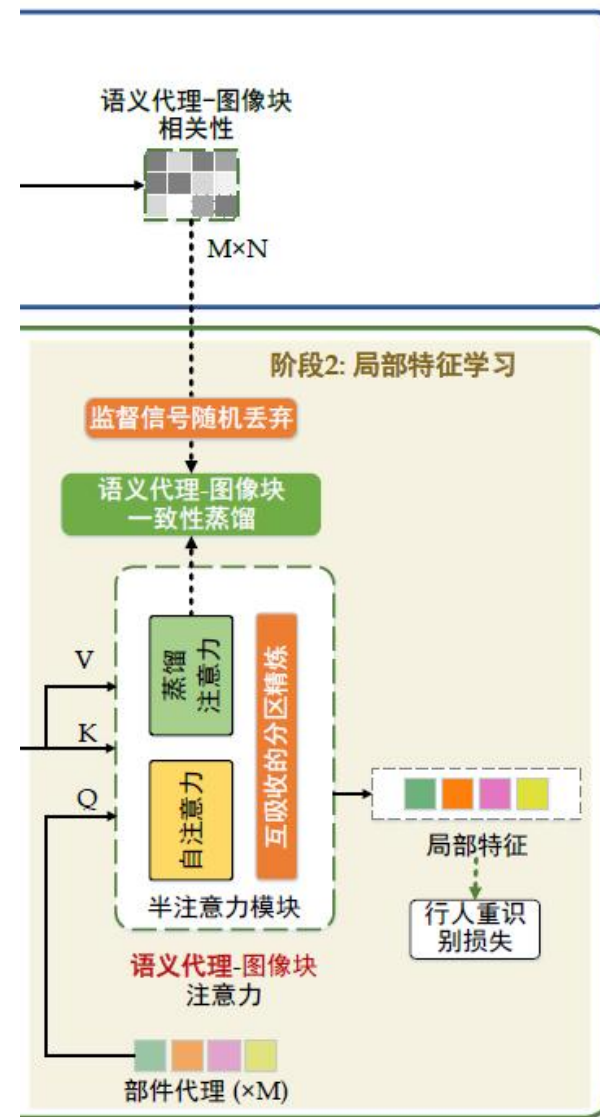 语义代理-图像块
相关性
M×N
阶段2: 局部特征学习
监督信号随机丢弃
语义代理-图像块
一致性蒸馏
V
K
Q
蒸馏
注意力
自注意力
互吸收的分区精炼
半注意力模块
局部特征
行人重识
别损失
语义代理-图像块
注意力
部件代理 (×M)